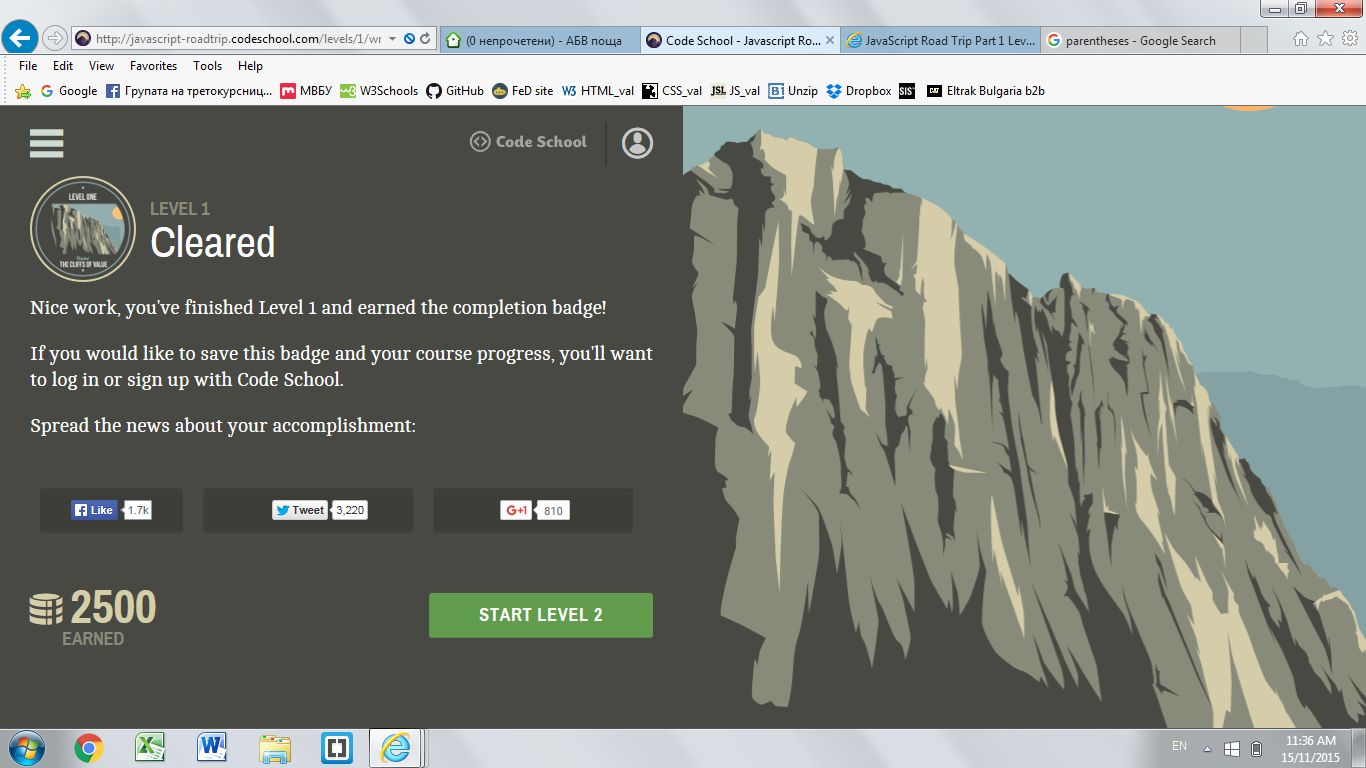 http://javascript-roadtrip.codeschool.com/levels/1/wr
(0 непрочетени) - АБВ поща
Code School - Javascript Ro...
JavaScript Road Trip Part 1 Lev...
parentheses - Google Search
File Edit View Favorites Tools Help
Google
Групата на третокурсниц...
МВБУ
W3Schools
GitHub
FeD site
HTML_val
CSS_val
JS_val
Unzip
Dropbox
Eltrak Bulgaria b2b
Code School
LEVEL ONE
THE CLIFFS OF VALUE
LEVEL 1
Cleared
Nice work, you've finished Level 1 and earned the completion badge!
If you would like to save this badge and your course progress, you'll want
to log in or sign up with Code School.
Spread the news about your accomplishment:
Like 1.7k
Tweet 3,220
G+1 810
2500
EARNED
START LEVEL 2
EN
11:36 AM
15/11/2015